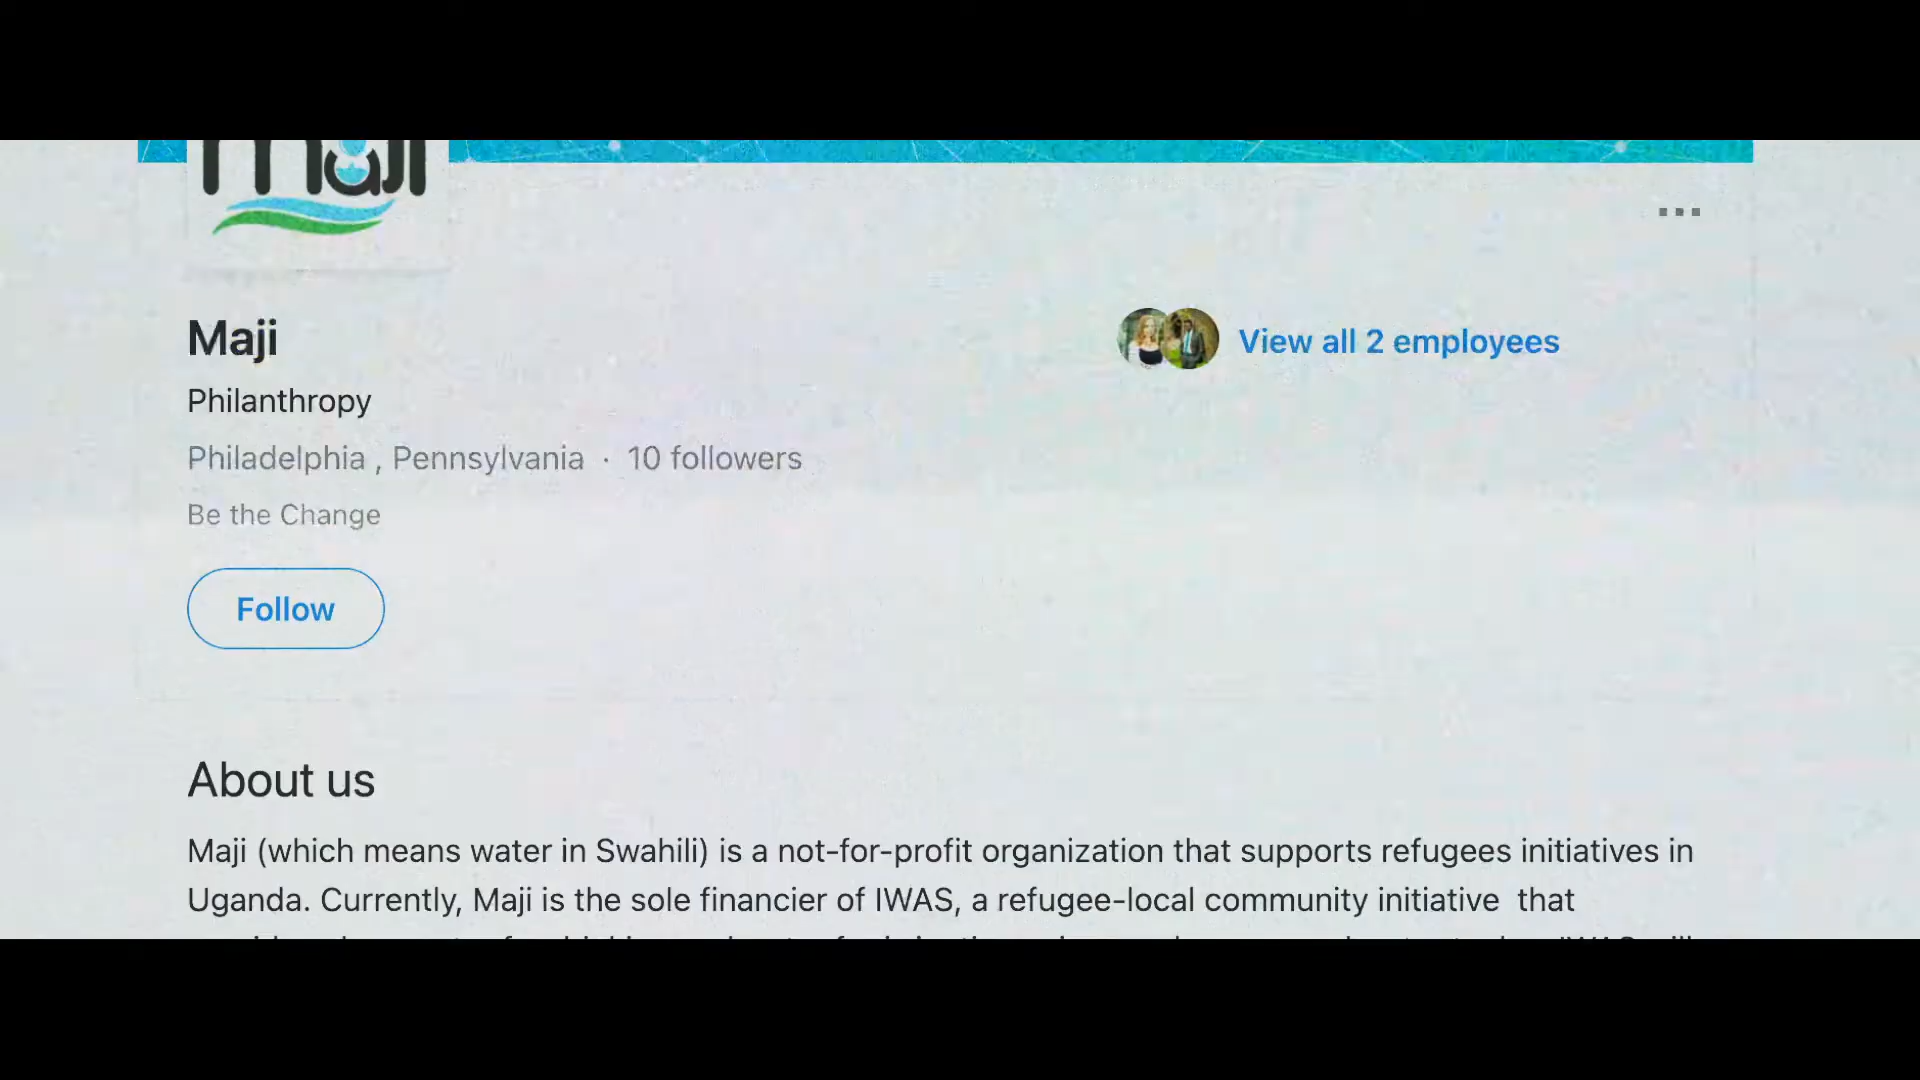 maji
Maji
View all 2 employees
Philanthropy
Philadelphia , Pennsylvania · 10 followers
Be the Change
Follow
About us
Maji (which means water in Swahili) is a not-for-profit organization that supports refugees initiatives in
Uganda. Currently, Maji is the sole financier of IWAS, a refugee-local community initiative that